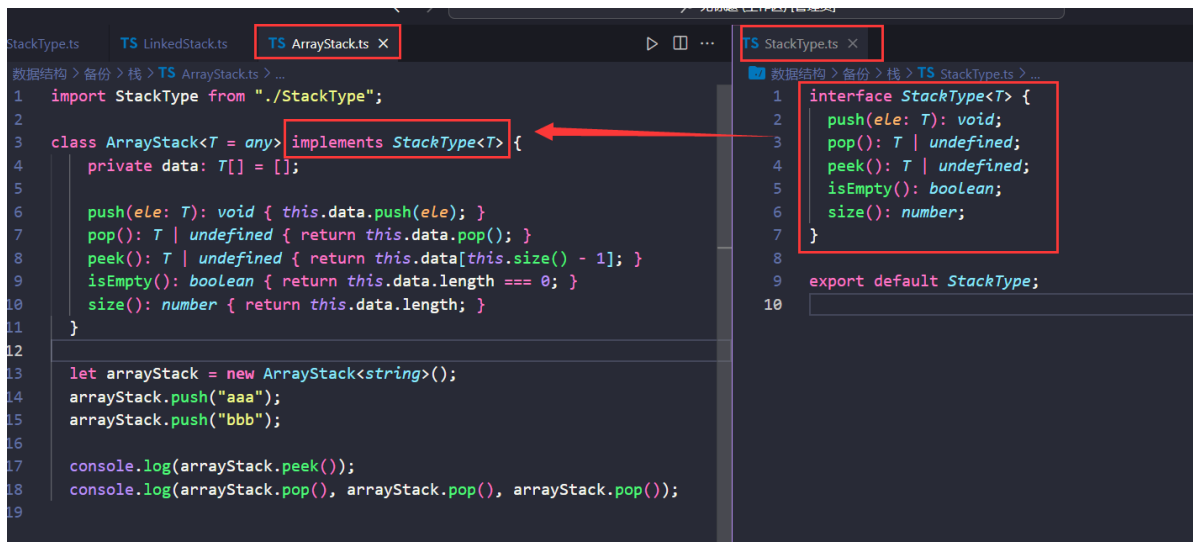 StackType.ts
TS LinkedStack.ts
TS ArrayStack.ts ×
数据结构 > 备份 > 栈 > TS ArrayStack.ts > ...
1 import StackType from "./StackType";
2
3 class ArrayStack<T = any> implements StackType<T> {
4 private data: T[] = [];
5
6 push(ele: T): void { this.data.push(ele); }
7 pop(): T | undefined { return this.data.pop(); }
8 peek(): T | undefined { return this.data[this.size() - 1]; }
9 isEmpty(): boolean { return this.data.length === 0; }
10 size(): number { return this.data.length; }
11 }
12
13 let arrayStack = new ArrayStack<string>();
14 arrayStack.push("aaa");
15 arrayStack.push("bbb");
16
17 console.log(arrayStack.peek());
18 console.log(arrayStack.pop(), arrayStack.pop(), arrayStack.pop());
19
TS StackType.ts ×
数据结构 > 备份 > 栈 > TS StackType.ts > ...
1 interface StackType<T> {
2 push(ele: T): void;
3 pop(): T | undefined;
4 peek(): T | undefined;
5 isEmpty(): boolean;
6 size(): number;
7 }
8
9 export default StackType;
10